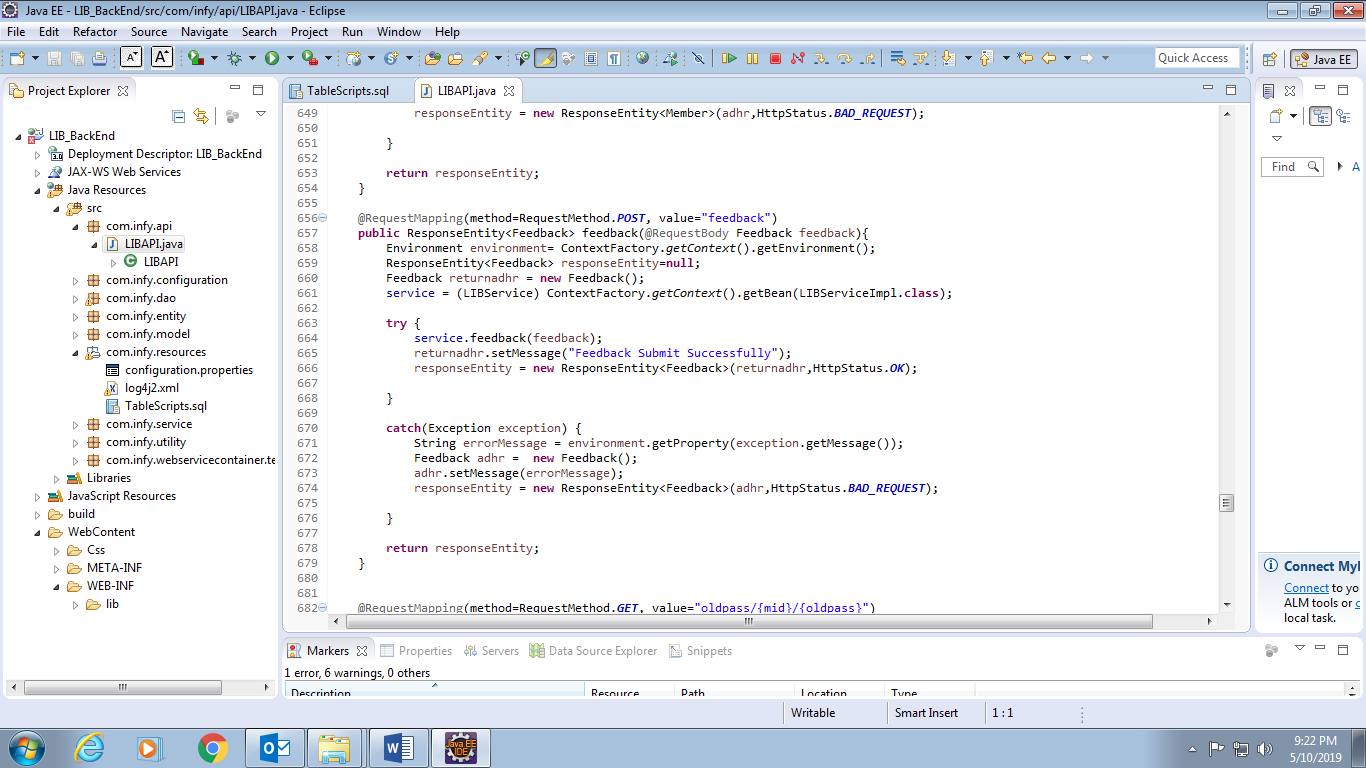 Java EE - LIB_BackEnd/src/com/infy/api/LIBAPI.java - Eclipse
File Edit Refactor Source Navigate Search Project Run Window Help
A A Quick Access Java EE
Project Explorer
LIB_BackEnd
Deployment Descriptor: LIB_BackEnd
JAX-WS Web Services
Java Resources
src
com.infy.api
LIBAPI.java
LIBAPI
com.infy.configuration
com.infy.dao
com.infy.entity
com.infy.model
com.infy.resources
configuration.properties
log4j2.xml
TableScripts.sql
com.infy.service
com.infy.utility
com.infy.webservicecontainer.te
Libraries
JavaScript Resources
build
WebContent
Css
META-INF
WEB-INF
lib
TableScripts.sql LIBAPI.java
649 responseEntity = new ResponseEntity<Member>(adhr,HttpStatus.BAD_REQUEST);
650
651 }
652
653 return responseEntity;
654 }
655
656 @RequestMapping(method=RequestMethod.POST, value="feedback")
657 public ResponseEntity<Feedback> feedback(@RequestBody Feedback feedback){
658 Environment environment= ContextFactory.getContext().getEnvironment();
659 ResponseEntity<Feedback> responseEntity=null;
660 Feedback returnadhr = new Feedback();
661 service = (LIBService) ContextFactory.getContext().getBean(LIBServiceImpl.class);
662
663 try {
664 service.feedback(feedback);
665 returnadhr.setMessage("Feedback Submit Successfully");
666 responseEntity = new ResponseEntity<Feedback>(returnadhr,HttpStatus.OK);
667
668 }
669
670 catch(Exception exception) {
671 String errorMessage = environment.getProperty(exception.getMessage());
672 Feedback adhr =  new Feedback();
673 adhr.setMessage(errorMessage);
674 responseEntity = new ResponseEntity<Feedback>(adhr,HttpStatus.BAD_REQUEST);
675
676 }
677
678 return responseEntity;
679 }
680
681
682 @RequestMapping(method=RequestMethod.GET, value="oldpass/{mid}/{oldpass}")
Find A
Connect Myl
Connect to yo
ALM tools or c
local task.
Markers Properties Servers Data Source Explorer Snippets
1 error, 6 warnings, 0 others
Description Resource Path Location Type
Writable Smart Insert 1 : 1
Java EE IDE
9:22 PM
5/10/2019